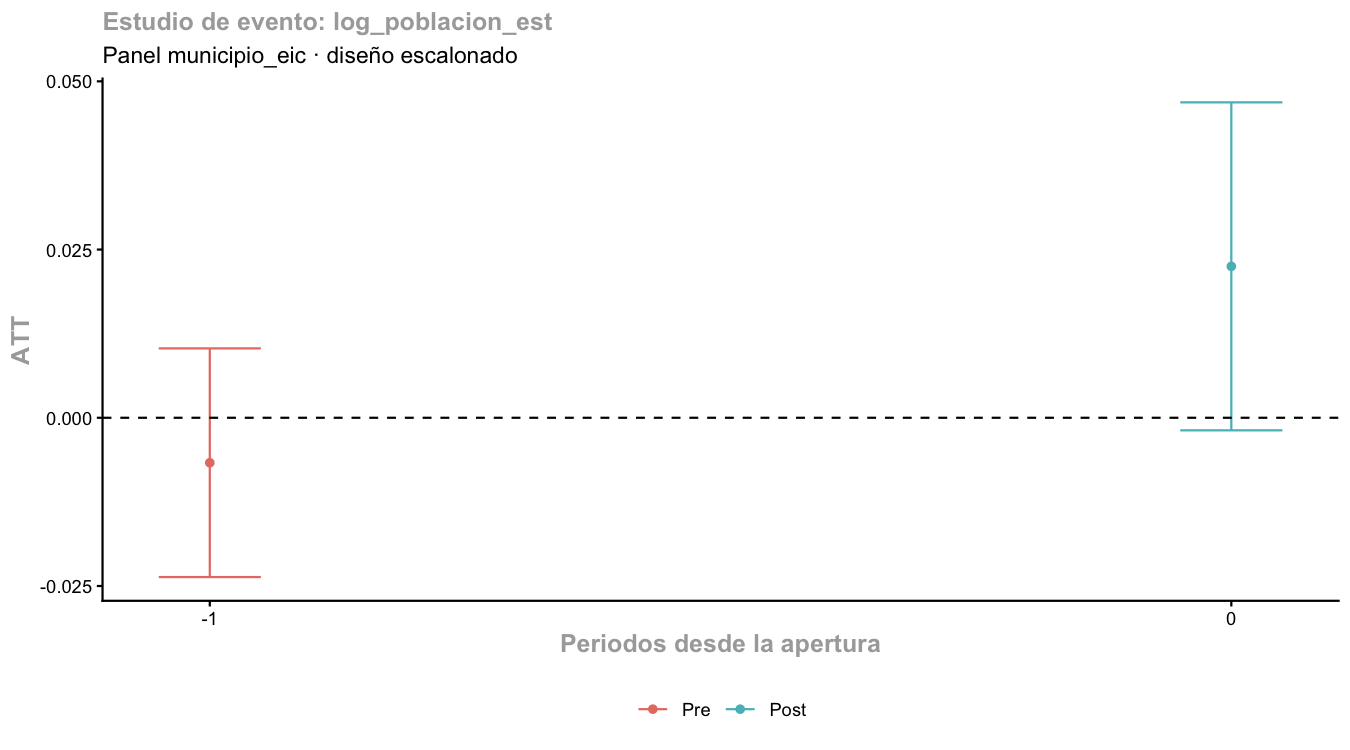 Estudio de evento: log_poblacion_est
Panel municipio_eic · diseño escalonado
0.050
0.025
0.000
-0.025
ATT
-1
0
Periodos desde la apertura
Pre
Post